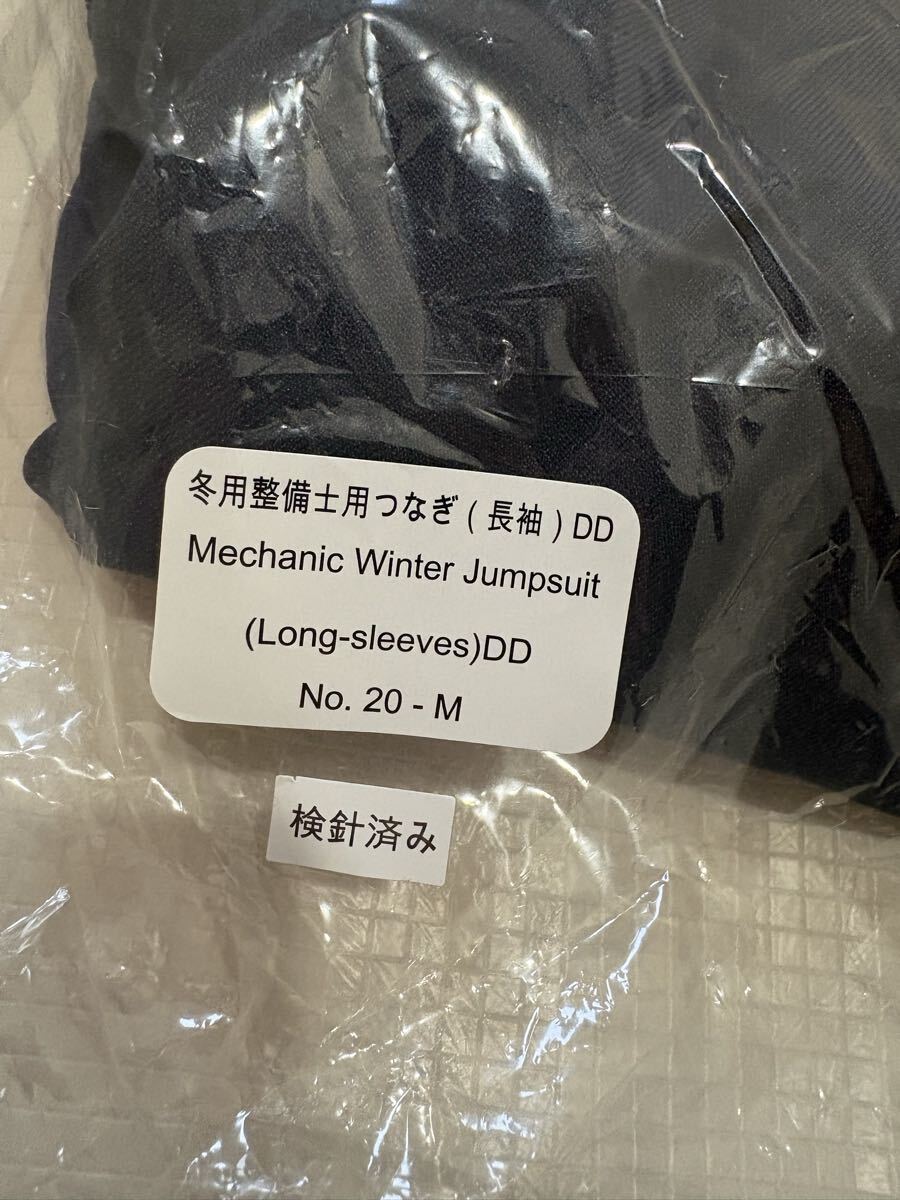 冬用整備士用つなぎ(長袖)DD
Mechanic Winter Jumpsuit
(Long-sleeves)DD
No. 20 - M
検針済み